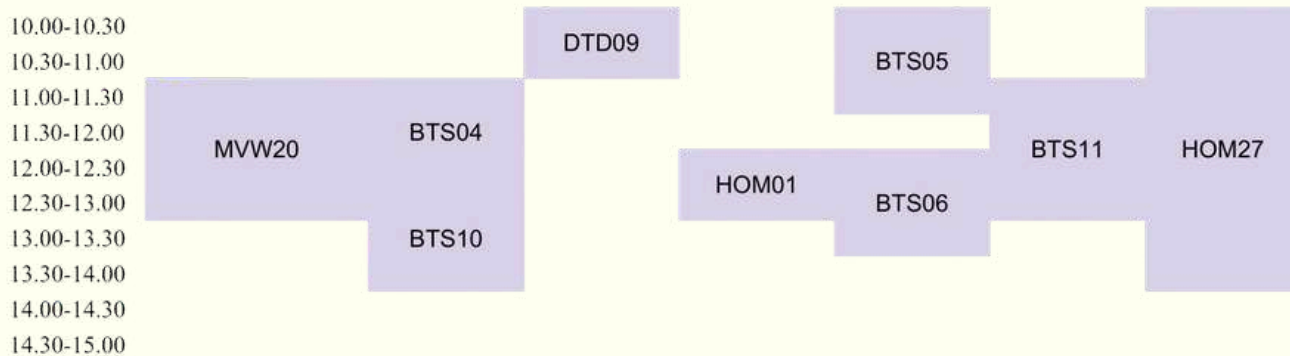 10.00-10.30
DTD09
10.30-11.00
BTS05
11.00-11.30
11.30-12.00
BTS04
MVW20
BTS11
HOM27
12.00-12.30
HOM01
12.30-13.00
BTS06
13.00-13.30
BTS10
13.30-14.00
14.00-14.30
14.30-15.00